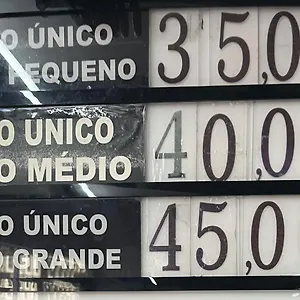 O ÚNICO
PEQUENO 35,0
O ÚNICO
O MÉDIO 40,0
O ÚNICO
O GRANDE 45,0